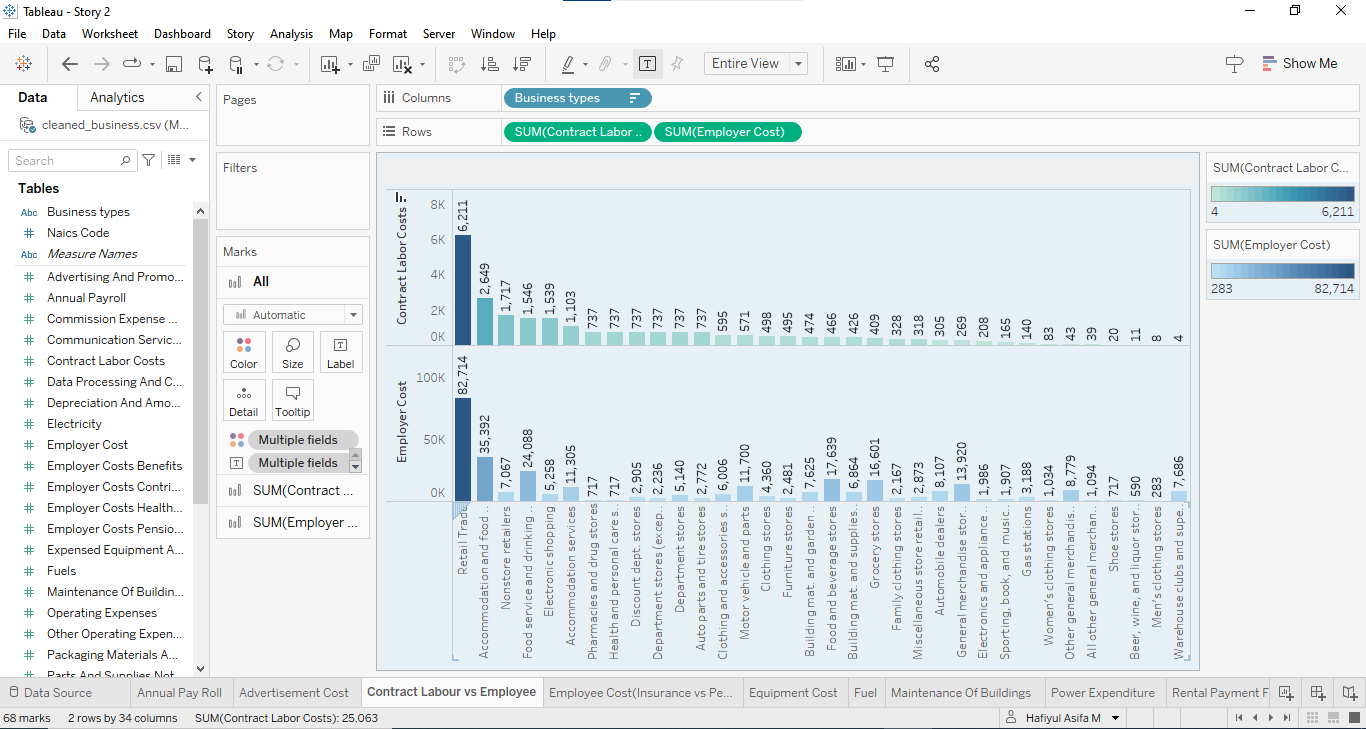 Tableau - Story 2
File Data Worksheet Dashboard Story Analysis Map Format Server Window Help
Entire View
Show Me
Data Analytics
cleaned_business.csv (M...
Search
Tables
Abc Business types
# Naics Code
Abc Measure Names
# Advertising And Promo...
# Annual Payroll
# Commission Expense ...
# Communication Servic...
# Contract Labor Costs
# Data Processing And C...
# Depreciation And Amo...
# Electricity
# Employer Cost
# Employer Costs Benefits
# Employer Costs Contri...
# Employer Costs Health...
# Employer Costs Pensio...
# Expensed Equipment A...
# Fuels
# Maintenance Of Buildin...
# Operating Expenses
# Other Operating Expen...
# Packaging Materials A...
# Parts And Supplies Not
Pages
Filters
Marks
All
Automatic
Color Size Label
Detail Tooltip
Multiple fields
Multiple fields
SUM(Contract ...
SUM(Employer ...
Columns Business types
Rows SUM(Contract Labor .. SUM(Employer Cost)
Contract Labor Costs
8K
6K
4K
2K
0K
6,211 2,649 1,717 1,546 1,539 1,103 737 737 737 737 737 737 595 571 498 495 474 466 426 409 328 318 305 269 208 165 140 83 43 39 20 11 8 4
Employer Cost
100K
50K
0K
82,714 35,392 7,067 24,088 5,258 11,305 717 717 2,905 2,236 5,140 2,772 6,006 11,700 4,360 2,481 7,625 17,639 6,864 16,601 2,167 2,873 8,107 13,920 1,986 1,907 3,188 1,034 8,779 1,094 717 590 283 7,686
Retail Trade
Accommodation and food ..
Nonstore retailers
Food service and drinking ..
Electronic shopping
Accommodation services
Pharmacies and drug stores
Health and personal care s..
Discount dept. stores
Department stores (excep..
Department stores
Auto parts and tire stores
Clothing and accessories s..
Motor vehicle and parts
Clothing stores
Furniture stores
Building mat. and garden ..
Food and beverage stores
Building mat. and supplies..
Grocery stores
Family clothing stores
Miscellaneous store retail..
Automobile dealers
General merchandise stor..
Electronics and appliance ..
Sporting, book, and music..
Gas stations
Women's clothing stores
Other general merchandis..
All other general merchan..
Shoe stores
Beer, wine, and liquor stor..
Men's clothing stores
Warehouse clubs and supe..
SUM(Contract Labor C...
4 6,211
SUM(Employer Cost)
283 82,714
Data Source Annual Pay Roll Advertisement Cost Contract Labour vs Employee Employee Cost(Insurance vs Pe... Equipment Cost Fuel Maintenance Of Buildings Power Expenditure Rental Payment F
68 marks 2 rows by 34 columns SUM(Contract Labor Costs): 25,063
Hafiyul Asifa M